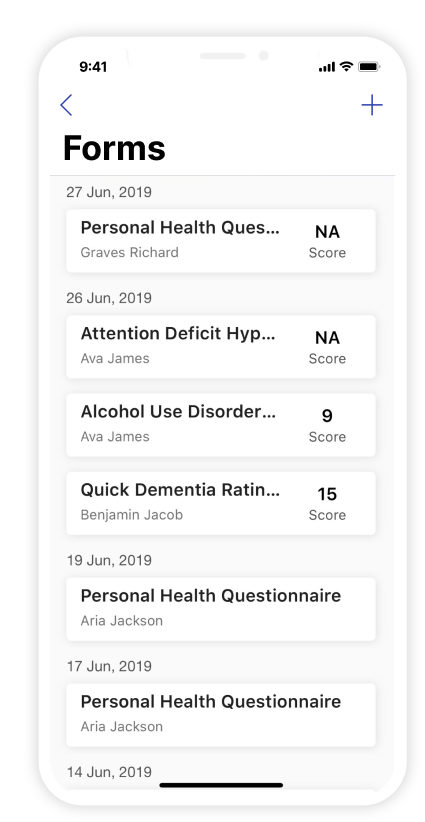 9:41
Forms
27 Jun, 2019
Personal Health Ques...
NA
Graves Richard
Score
26 Jun, 2019
Attention Deficit Hyp...
NA
Ava James
Score
Alcohol Use Disorder...
9
Ava James
Score
Quick Dementia Ratin...
15
Benjamin Jacob
Score
19 Jun, 2019
Personal Health Questionnaire
Aria Jackson
17 Jun, 2019
Personal Health Questionnaire
Aria Jackson
14 Jun, 2019